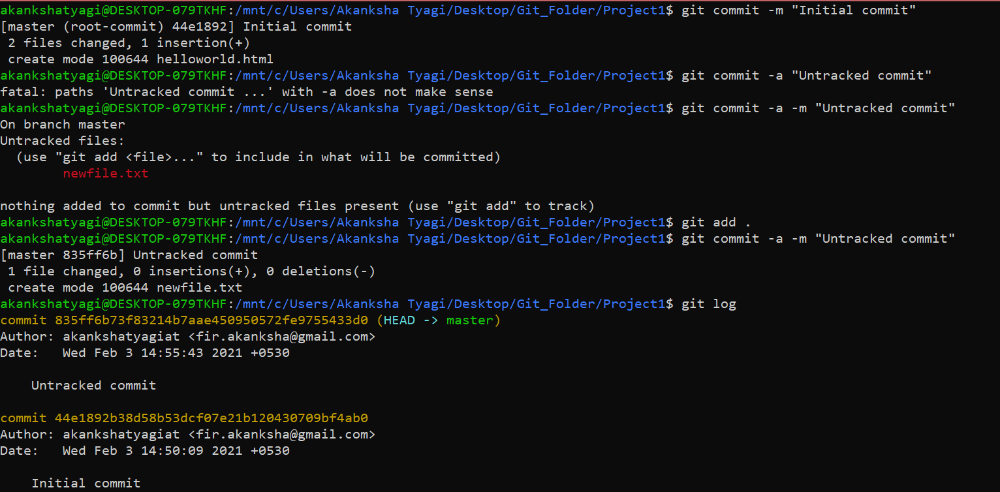 akankshatyagi@DESKTOP-079TKHF:/mnt/c/Users/Akanksha Tyagi/Desktop/Git_Folder/Project1$ git commit -m "Initial commit"
[master (root-commit) 44e1892] Initial commit
 2 files changed, 1 insertion(+)
 create mode 100644 helloworld.html
akankshatyagi@DESKTOP-079TKHF:/mnt/c/Users/Akanksha Tyagi/Desktop/Git_Folder/Project1$ git commit -a "Untracked commit"
fatal: paths 'Untracked commit ...' with -a does not make sense
akankshatyagi@DESKTOP-079TKHF:/mnt/c/Users/Akanksha Tyagi/Desktop/Git_Folder/Project1$ git commit -a -m "Untracked commit"
On branch master
Untracked files:
  (use "git add <file>..." to include in what will be committed)
        newfile.txt

nothing added to commit but untracked files present (use "git add" to track)
akankshatyagi@DESKTOP-079TKHF:/mnt/c/Users/Akanksha Tyagi/Desktop/Git_Folder/Project1$ git add .
akankshatyagi@DESKTOP-079TKHF:/mnt/c/Users/Akanksha Tyagi/Desktop/Git_Folder/Project1$ git commit -a -m "Untracked commit"
[master 835ff6b] Untracked commit
 1 file changed, 0 insertions(+), 0 deletions(-)
 create mode 100644 newfile.txt
akankshatyagi@DESKTOP-079TKHF:/mnt/c/Users/Akanksha Tyagi/Desktop/Git_Folder/Project1$ git log
commit 835ff6b73f83214b7aae450950572fe9755433d0 (HEAD -> master)
Author: akankshatyagiat <fir.akanksha@gmail.com>
Date:   Wed Feb 3 14:55:43 2021 +0530

    Untracked commit

commit 44e1892b38d58b53dcf07e21b120430709bf4ab0
Author: akankshatyagiat <fir.akanksha@gmail.com>
Date:   Wed Feb 3 14:50:09 2021 +0530

    Initial commit